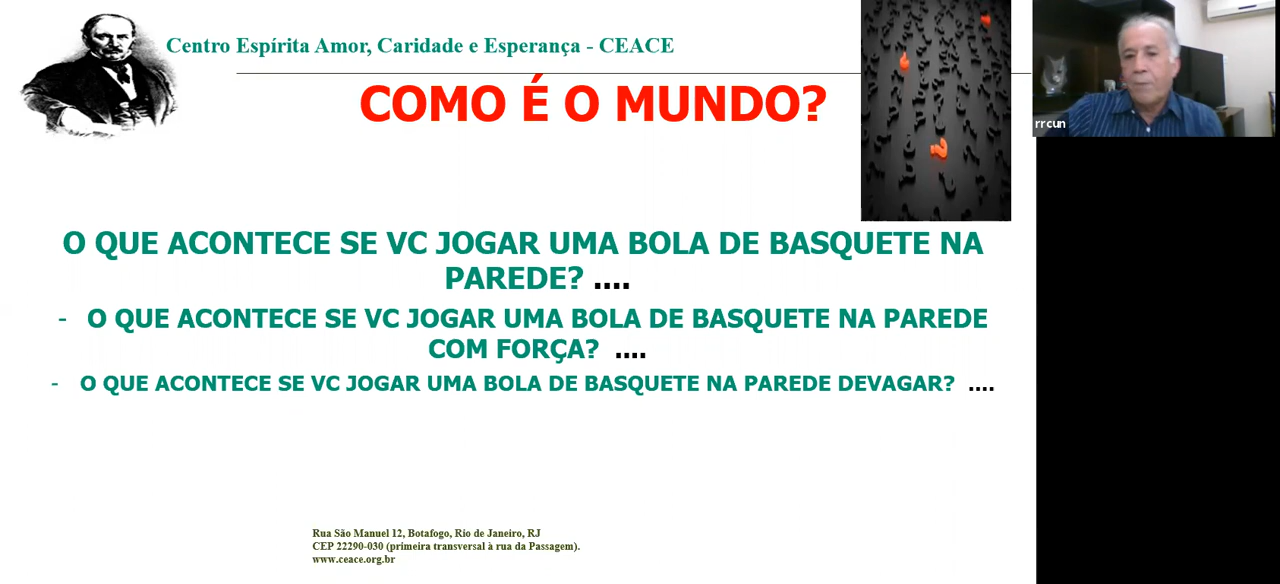 Centro Espírita Amor, Caridade e Esperança - CEACE
COMO É O MUNDO?
rrcun
O QUE ACONTECE SE VC JOGAR UMA BOLA DE BASQUETE NA
PAREDE? ....
- O QUE ACONTECE SE VC JOGAR UMA BOLA DE BASQUETE NA PAREDE
COM FORÇA? ....
- O QUE ACONTECE SE VC JOGAR UMA BOLA DE BASQUETE NA PAREDE DEVAGAR? ....
Rua São Manuel 12, Botafogo, Rio de Janeiro, RJ
CEP 22290-030 (primeira transversal à rua da Passagem).
www.ceace.org.br